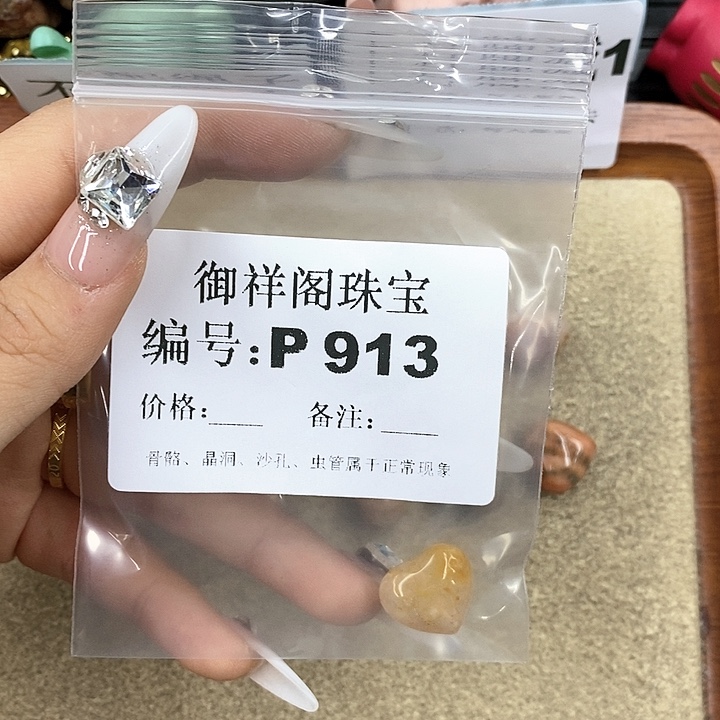 御祥阁珠宝
编号:P 913
价格:____ 备注:____
骨骼、晶洞、沙孔、虫管属于正常现象